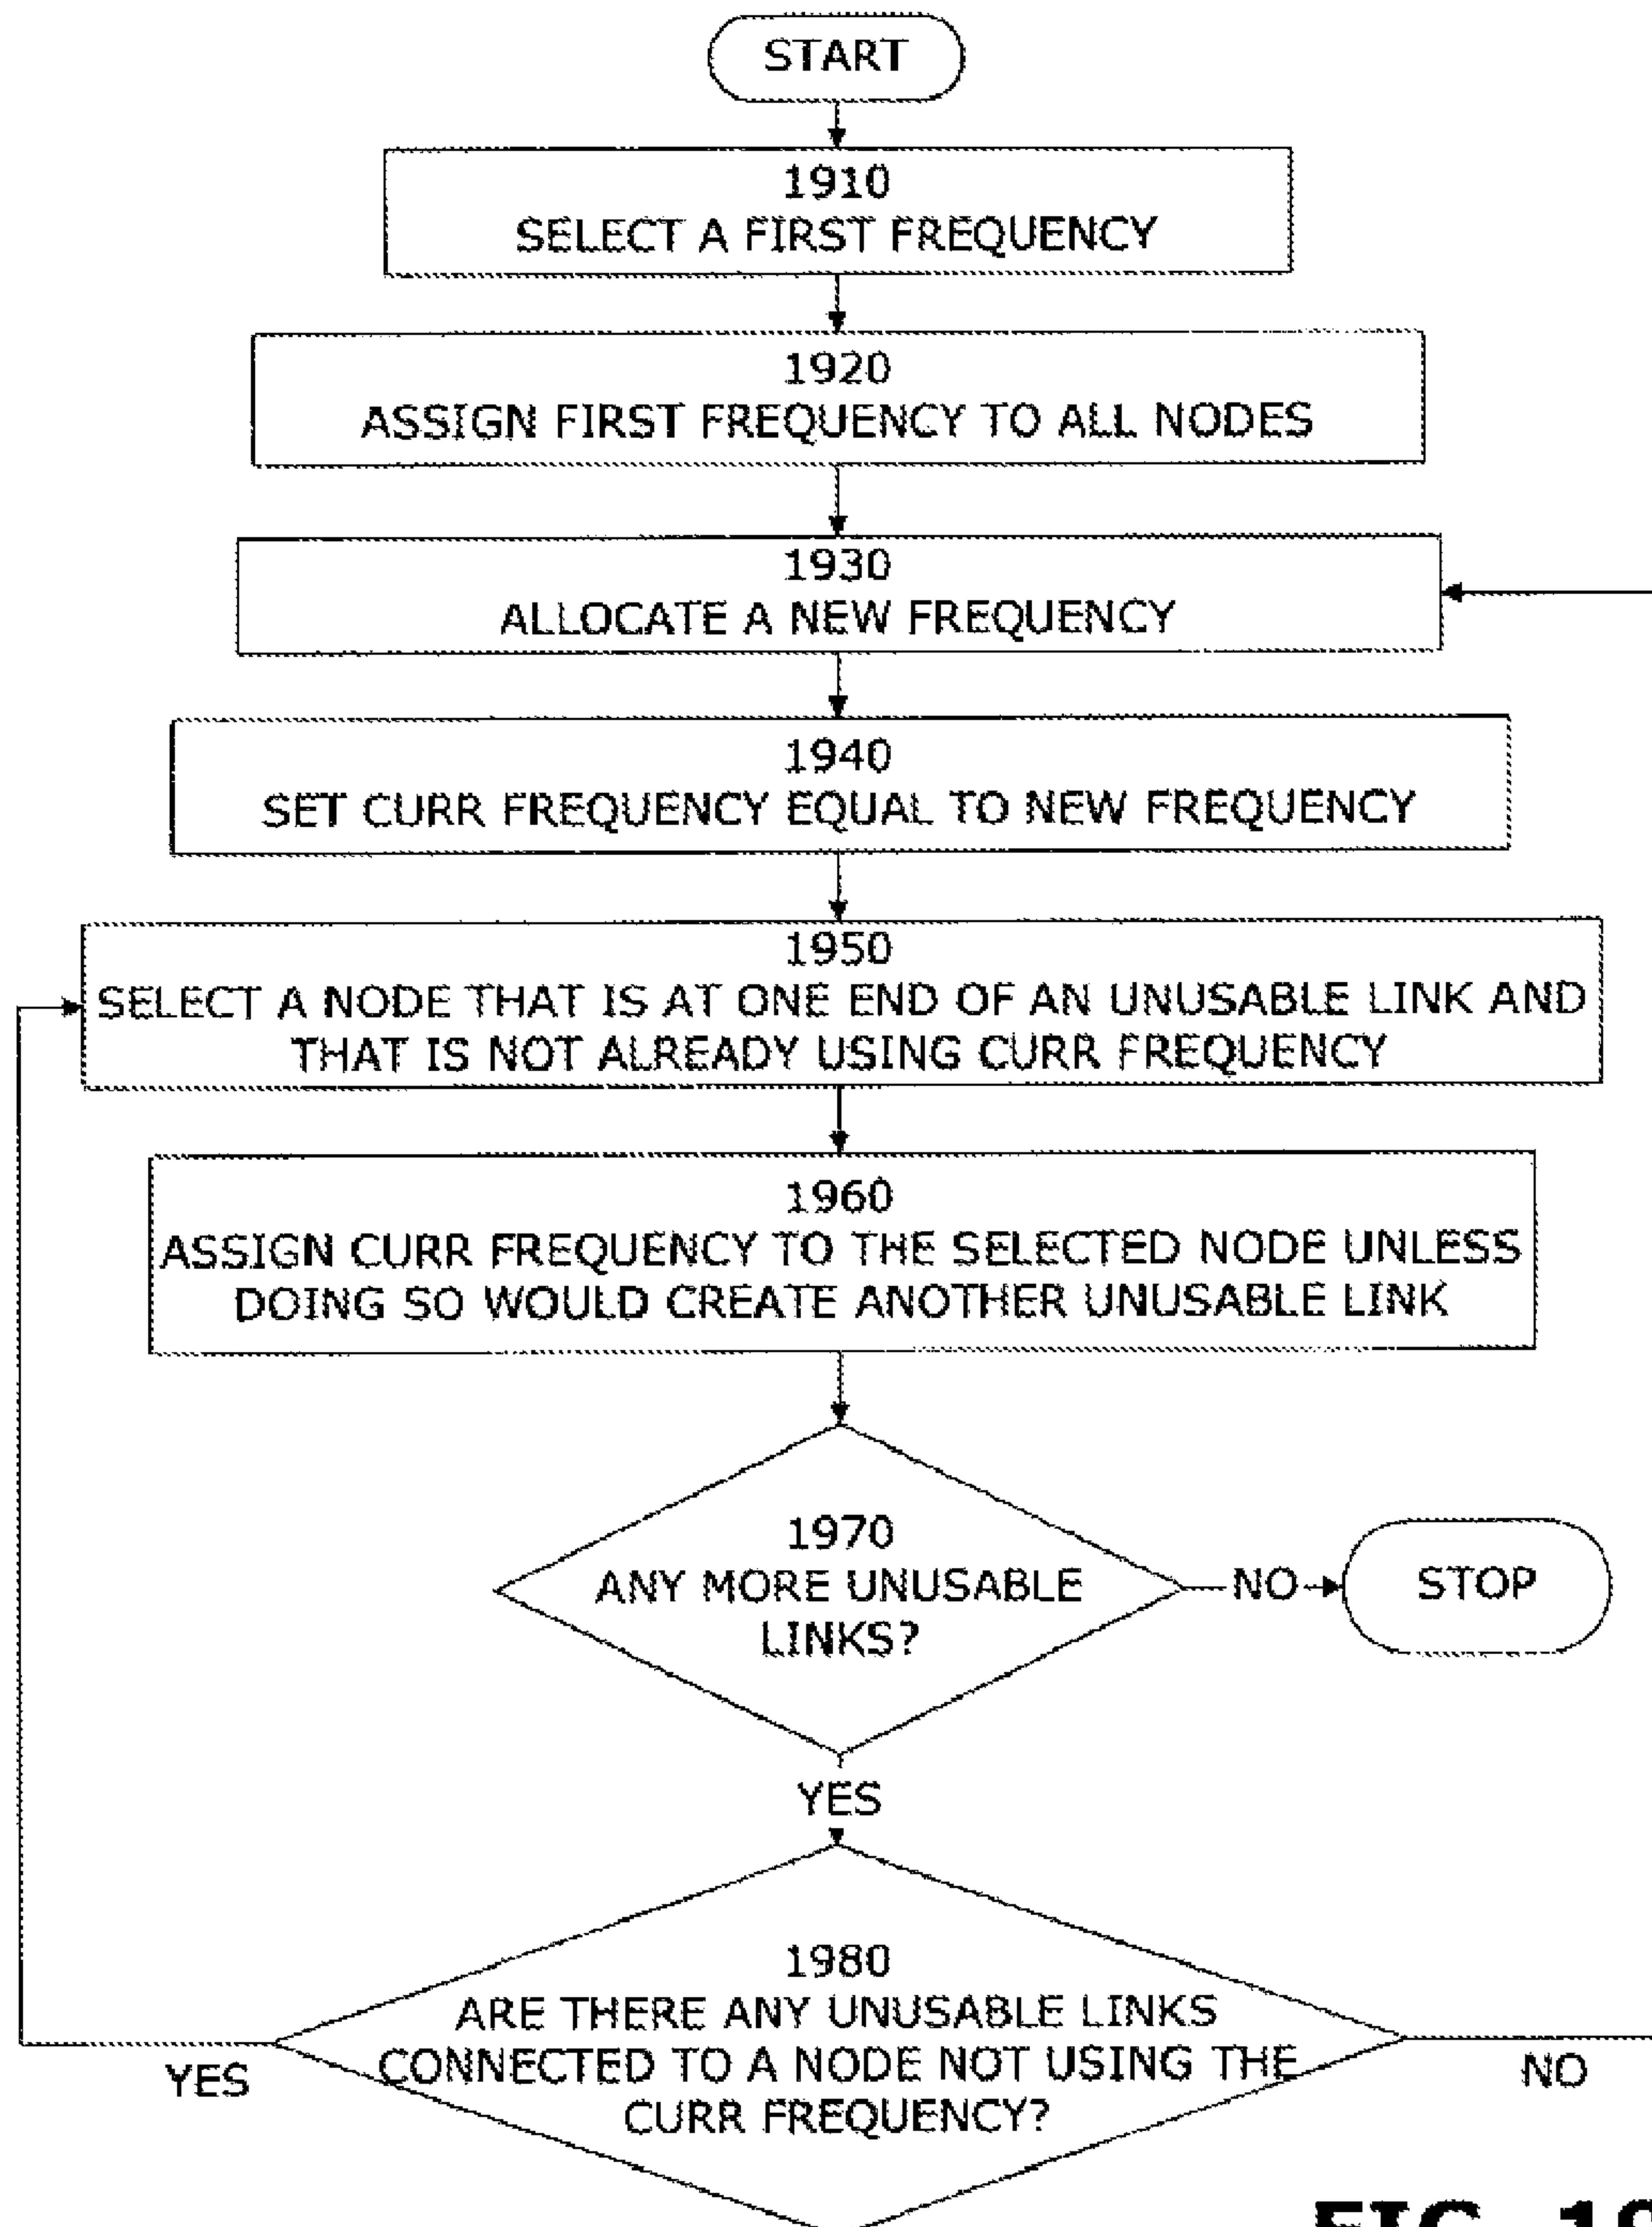 START
1910
SELECT A FIRST FREQUENCY
1920
ASSIGN FIRST FREQUENCY TO ALL NODES
1930
ALLOCATE A NEW FREQUENCY
1940
SET CURR FREQUENCY EQUAL TO NEW FREQUENCY
1950
SELECT A NODE THAT IS AT ONE END OF AN UNUSABLE LINK AND
THAT IS NOT ALREADY USING CURR FREQUENCY
1960
ASSIGN CURR FREQUENCY TO THE SELECTED NODE UNLESS
DOING SO WOULD CREATE ANOTHER UNUSABLE LINK
1970
ANY MORE UNUSABLE
LINKS?
NO
STOP
YES
1980
ARE THERE ANY UNUSABLE LINKS
CONNECTED TO A NODE NOT USING THE
CURR FREQUENCY?
YES
NO